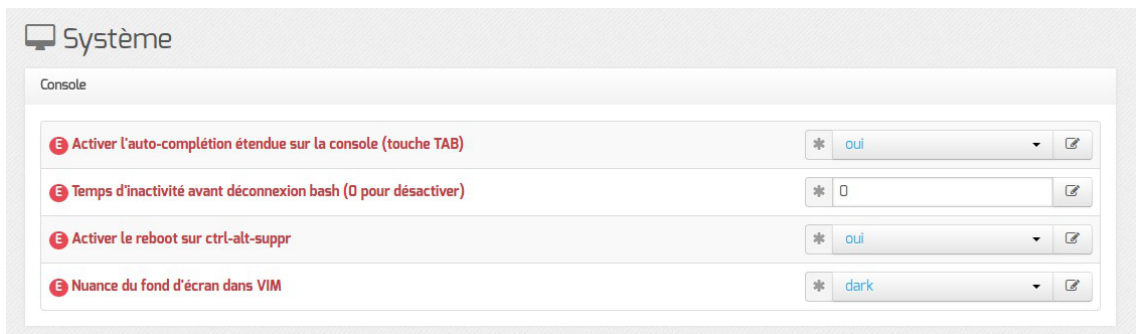 Système
Console
E Activer l'auto-complétion étendue sur la console (touche TAB) oui
E Temps d'inactivité avant déconnexion bash (0 pour désactiver) 0
E Activer le reboot sur ctrl-alt-suppr oui
E Nuance du fond d'écran dans VIM dark